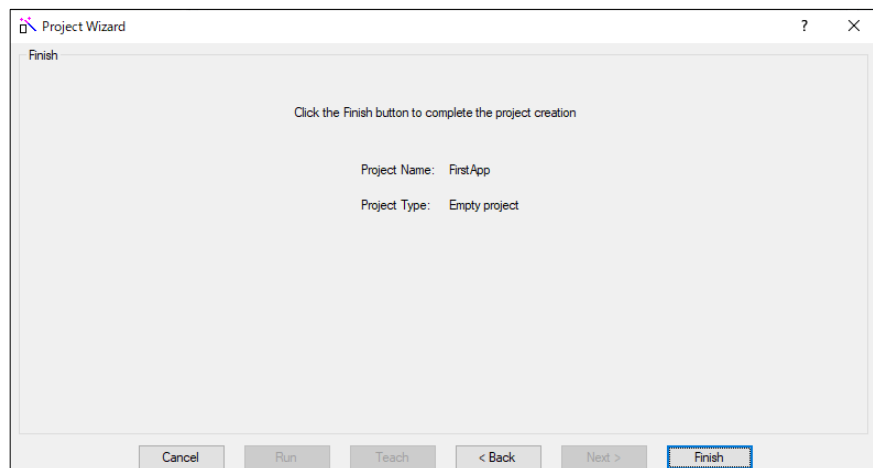 Project Wizard ?
Finish
Click the Finish button to complete the project creation
Project Name: FirstApp
Project Type: Empty project
Cancel Run Teach < Back Next > Finish